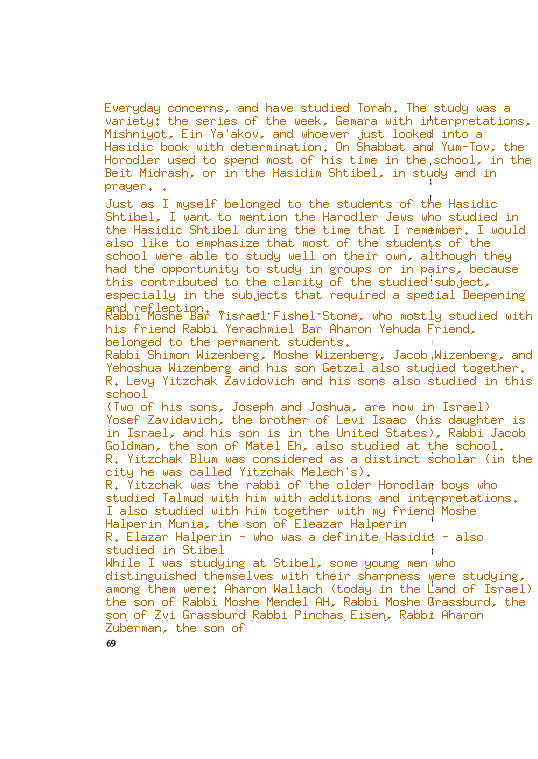 Everyday concerns, and have studied Torah. The study was a
variety: the series of the week, Gemara with interpretations,
Mishniyot, Ein Ya'akov, and whoever just looked into a
Hasidic book with determination. On Shabbat and Yum-Tov, the
Horodler used to spend most of his time in the school, in the
Beit Midrash, or in the Hasidim Shtibel, in study and in
prayer. .
Just as I myself belonged to the students of the Hasidic
Shtibel, I want to mention the Harodler Jews who studied in
the Hasidic Shtibel during the time that I remember. I would
also like to emphasize that most of the students of the
school were able to study well on their own, although they
had the opportunity to study in groups or in pairs, because
this contributed to the clarity of the studied subject,
especially in the subjects that required a special Deepening
and reflection.
Rabbi Moshe Bar Yisrael Fishel Stone, who mostly studied with
his friend Rabbi Yerachmiel Bar Aharon Yehuda Friend,
belonged to the permanent students.
Rabbi Shimon Wizenberg, Moshe Wizenberg, Jacob Wizenberg, and
Yehoshua Wizenberg and his son Getzel also studied together.
R. Levy Yitzchak Zavidovich and his sons also studied in this
school
(Two of his sons, Joseph and Joshua, are now in Israel)
Yosef Zavidavich, the brother of Levi Isaac (his daughter is
in Israel, and his son is in the United States), Rabbi Jacob
Goldman, the son of Matel Eh, also studied at the school.
R. Yitzchak Blum was considered as a distinct scholar (in the
city he was called Yitzchak Melech's).
R. Yitzchak was the rabbi of the older Horodlar boys who
studied Talmud with him with additions and interpretations.
I also studied with him together with my friend Moshe
Halperin Munia, the son of Eleazar Halperin
R. Elazar Halperin - who was a definite Hasidic - also
studied in Stibel
While I was studying at Stibel, some young men who
distinguished themselves with their sharpness were studying,
among them were: Aharon Wallach (today in the Land of Israel)
the son of Rabbi Moshe Mendel AH, Rabbi Moshe Grassburd, the
son of Zvi Grassburd Rabbi Pinchas Eisen, Rabbi Aharon
Zuberman, the son of
69